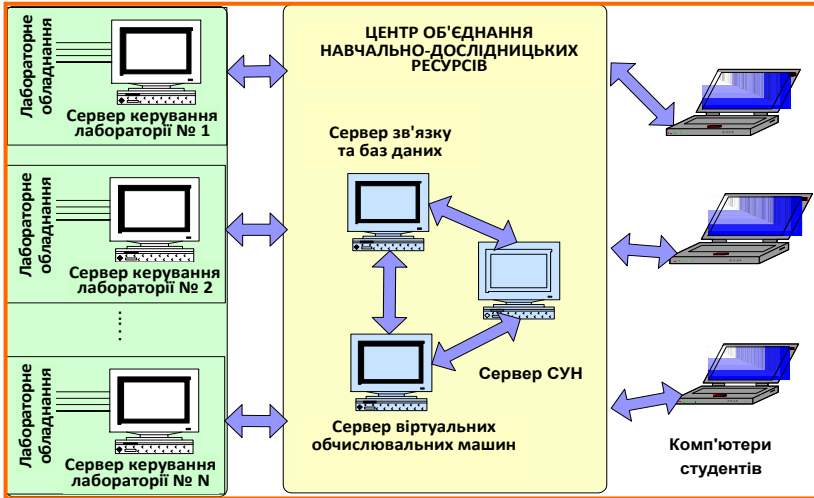 Лабораторне
обладнання
Сервер керування
лабораторії № 1
Лабораторне
обладнання
Сервер керування
лабораторії № 2
......
Лабораторне
обладнання
Сервер керування
лабораторії № N
ЦЕНТР ОБ'ЄДНАННЯ
НАВЧАЛЬНО-ДОСЛІДНИЦЬКИХ
РЕСУРСІВ
Сервер зв'язку
та баз даних
Сервер СУН
Сервер віртуальних
обчислювальних машин
Комп'ютери
студентів